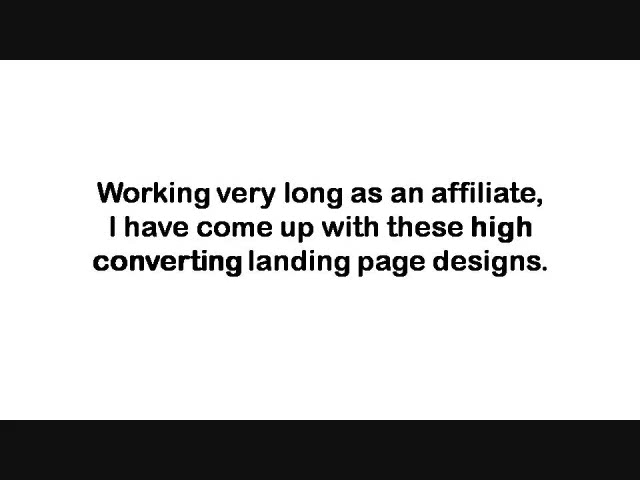 Working very long as an affiliate,
I have come up with these high
converting landing page designs.